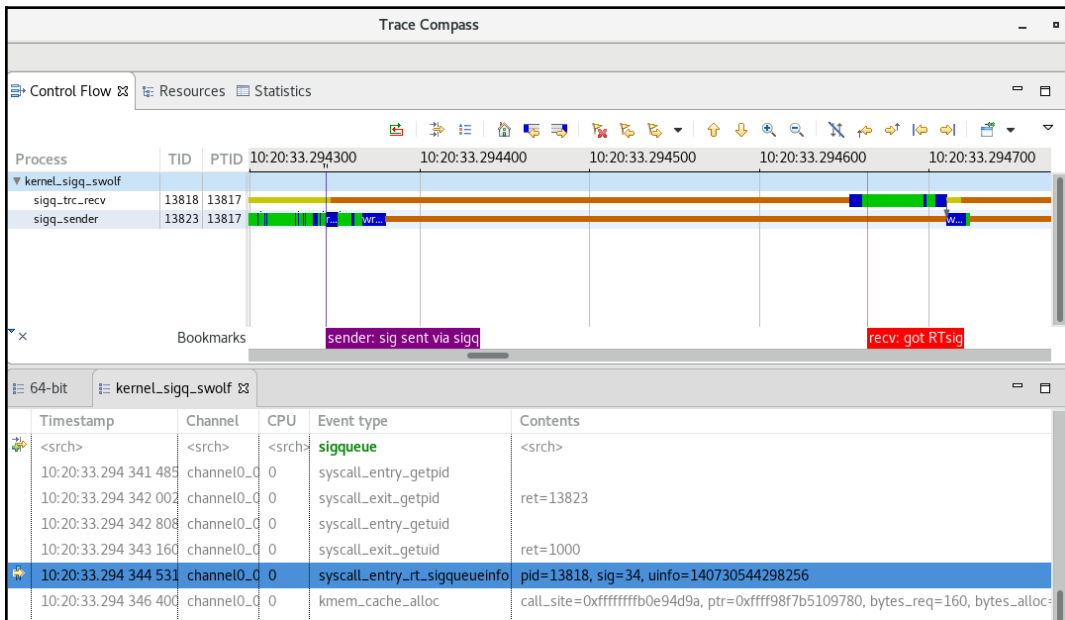 Trace Compass
Control Flow Resources Statistics
Process TID PTID 10:20:33.294300 10:20:33.294400 10:20:33.294500 10:20:33.294600 10:20:33.294700
kernel_sigq_swolf
sigq_trc_recv 13818 13817
sigq_sender 13823 13817 r... wr... w...
Bookmarks sender: sig sent via sigq recv: got RTsig
64-bit kernel_sigq_swolf
Timestamp Channel CPU Event type Contents
<srch> <srch> <srch> sigqueue <srch>
10:20:33.294 341 485 channel0_0 0 syscall_entry_getpid
10:20:33.294 342 002 channel0_0 0 syscall_exit_getpid ret=13823
10:20:33.294 342 808 channel0_0 0 syscall_entry_getuid
10:20:33.294 343 160 channel0_0 0 syscall_exit_getuid ret=1000
10:20:33.294 344 531 channel0_0 0 syscall_entry_rt_sigqueueinfo pid=13818, sig=34, uinfo=140730544298256
10:20:33.294 346 400 channel0_0 0 kmem_cache_alloc call_site=0xffffffffb0e94d9a, ptr=0xffff98f7b5109780, bytes_req=160, bytes_alloc=